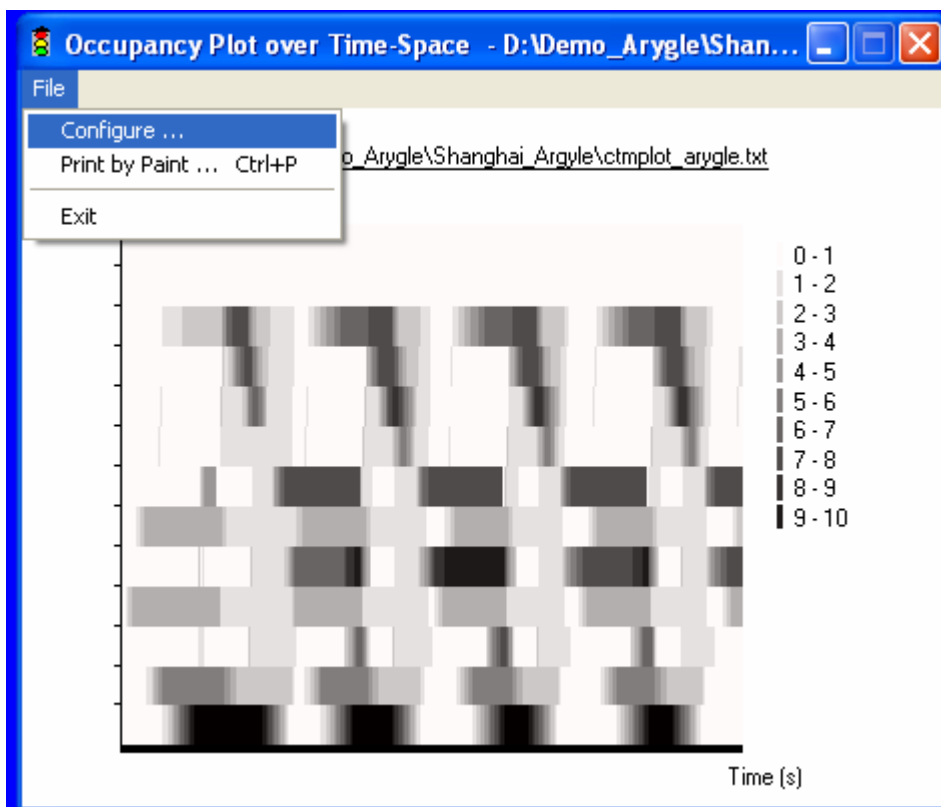 Occupancy Plot over Time-Space - D:\Demo_Arygle\Shan...
File
Configure ...
Print by Paint ... Ctrl+P
Exit
o_Arygle\Shanghai_Argyle\ctmplot_arygle.txt
0 - 1
1 - 2
2 - 3
3 - 4
4 - 5
5 - 6
6 - 7
7 - 8
8 - 9
9 - 10
Time (s)